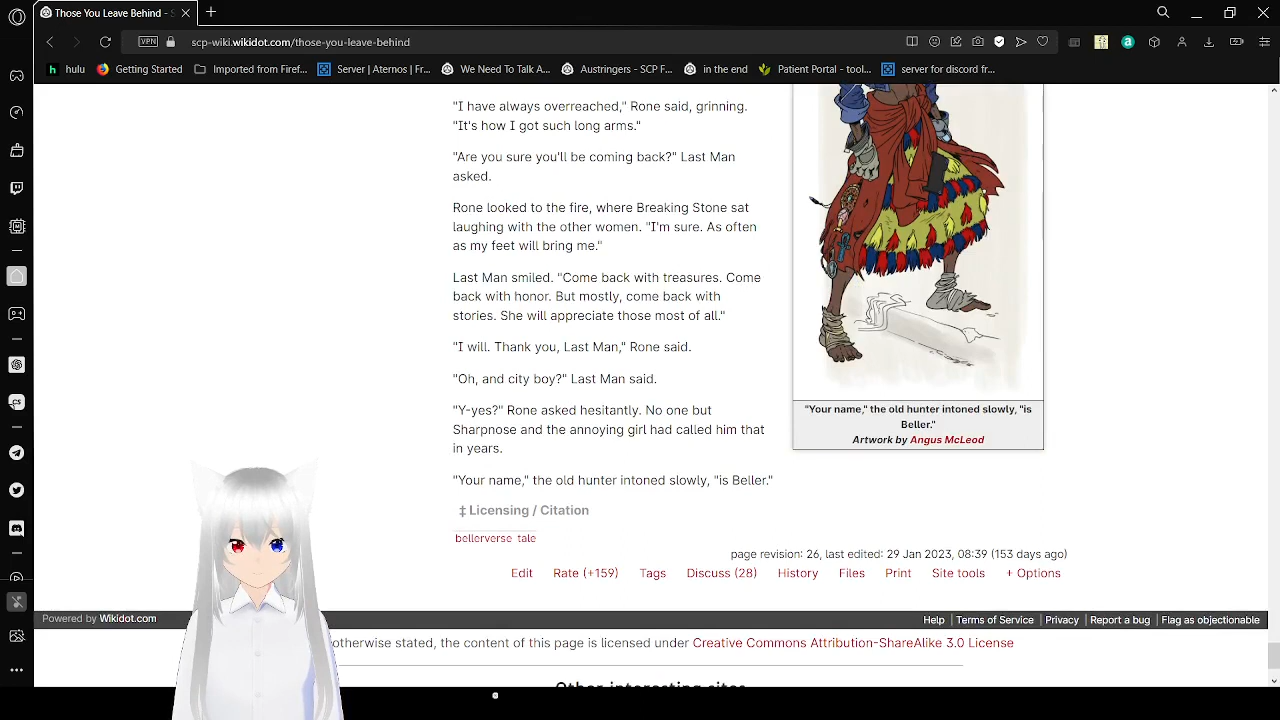 Those You Leave Behind - S
VPN
scp-wiki.wikidot.com/those-you-leave-behind
hulu
Getting Started
Imported from Firef...
Server | Aternos | Fr...
We Need To Talk A...
Austringers - SCP F...
in the end
Patient Portal - tool...
server for discord fr...
"I have always overreached," Rone said, grinning.
"It's how I got such long arms."
"Are you sure you'll be coming back?" Last Man
asked.
Rone looked to the fire, where Breaking Stone sat
laughing with the other women. "I'm sure. As often
as my feet will bring me."
Last Man smiled. "Come back with treasures. Come
back with honor. But mostly, come back with
stories. She will appreciate those most of all."
"I will. Thank you, Last Man," Rone said.
"Oh, and city boy?" Last Man said.
"Y-yes?" Rone asked hesitantly. No one but
Sharpnose and the annoying girl had called him that
in years.
"Your name," the old hunter intoned slowly, "is Beller."
"Your name," the old hunter intoned slowly, "is
Beller."
Artwork by Angus McLeod
‡ Licensing / Citation
bellerverse tale
page revision: 26, last edited: 29 Jan 2023, 08:39 (153 days ago)
Edit Rate (+159) Tags Discuss (28) History Files Print Site tools + Options
Powered by Wikidot.com
Help | Terms of Service | Privacy | Report a bug | Flag as objectionable
otherwise stated, the content of this page is licensed under Creative Commons Attribution-ShareAlike 3.0 License
Other interesting sites